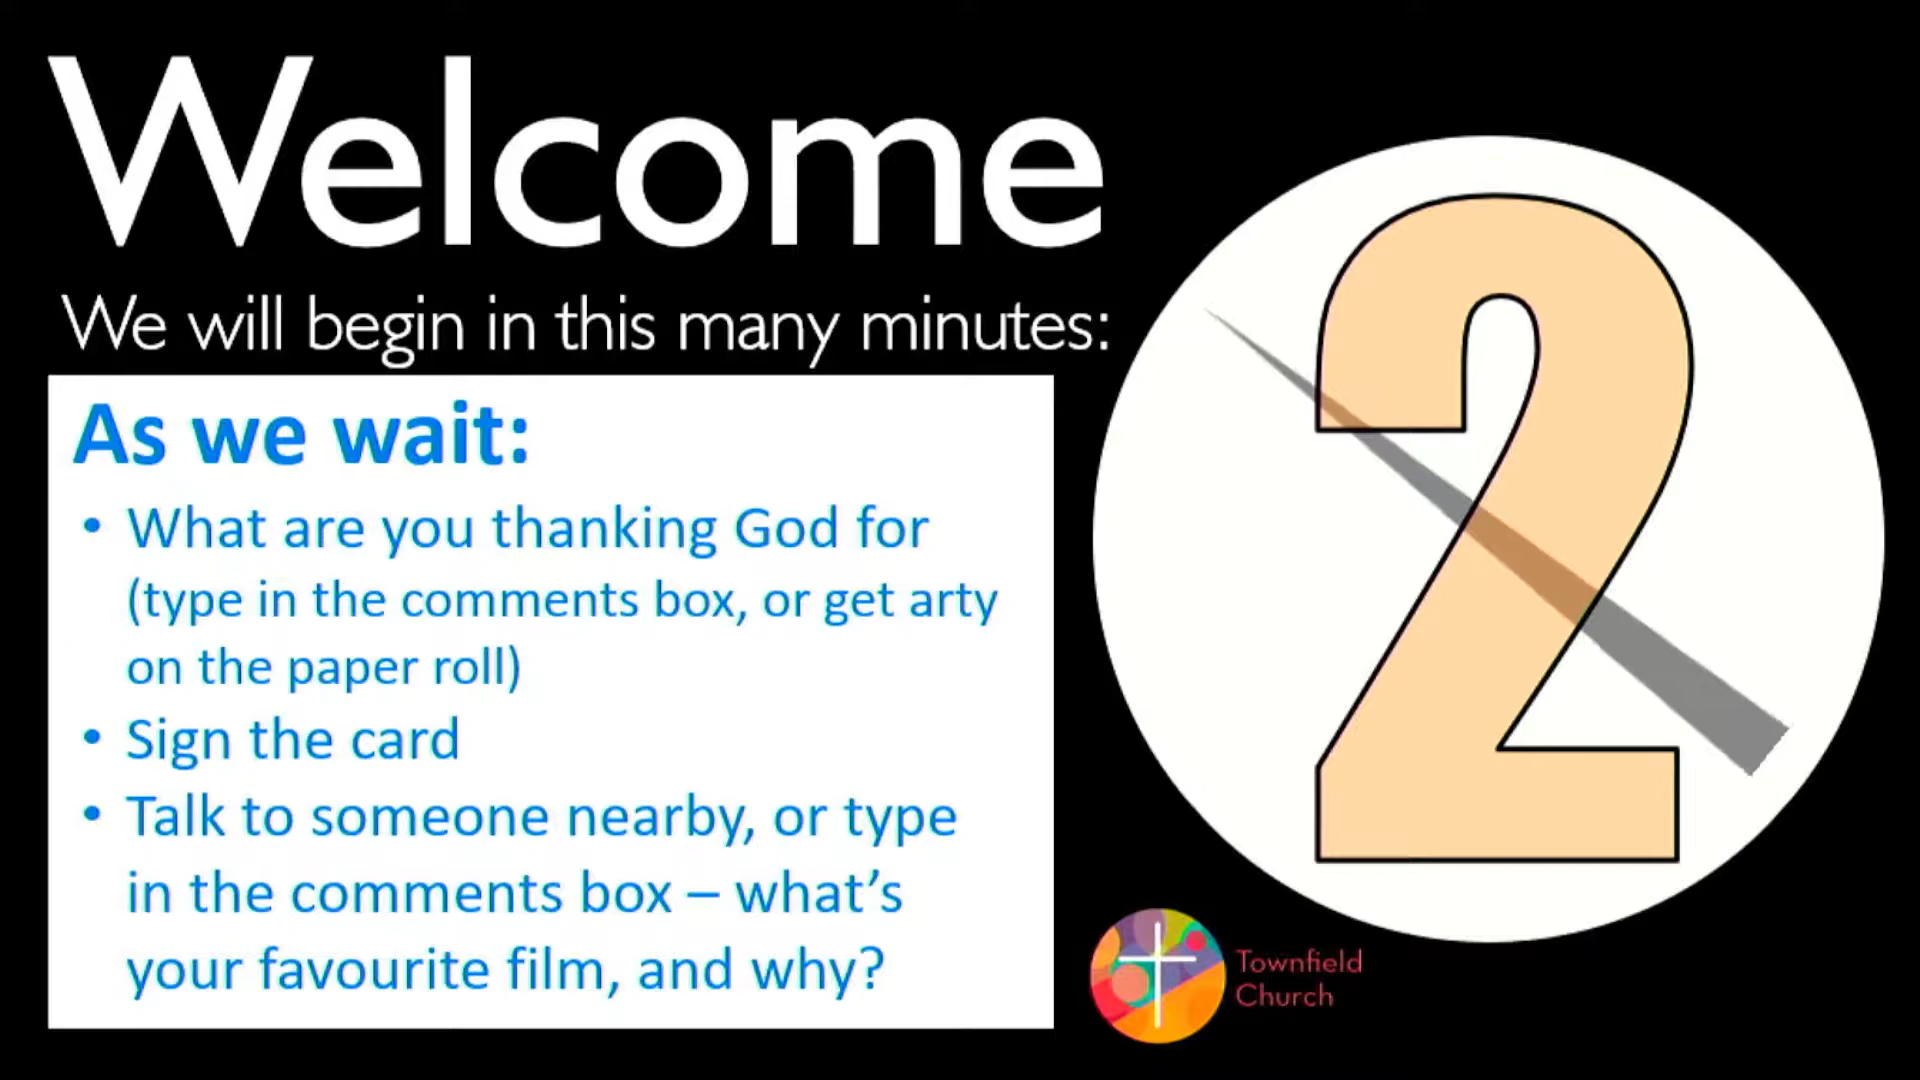 Welcome
We will begin in this many minutes:
2
As we wait:
• What are you thanking God for
(type in the comments box, or get arty
on the paper roll)
• Sign the card
• Talk to someone nearby, or type
in the comments box – what’s
your favourite film, and why?
Townfield
Church